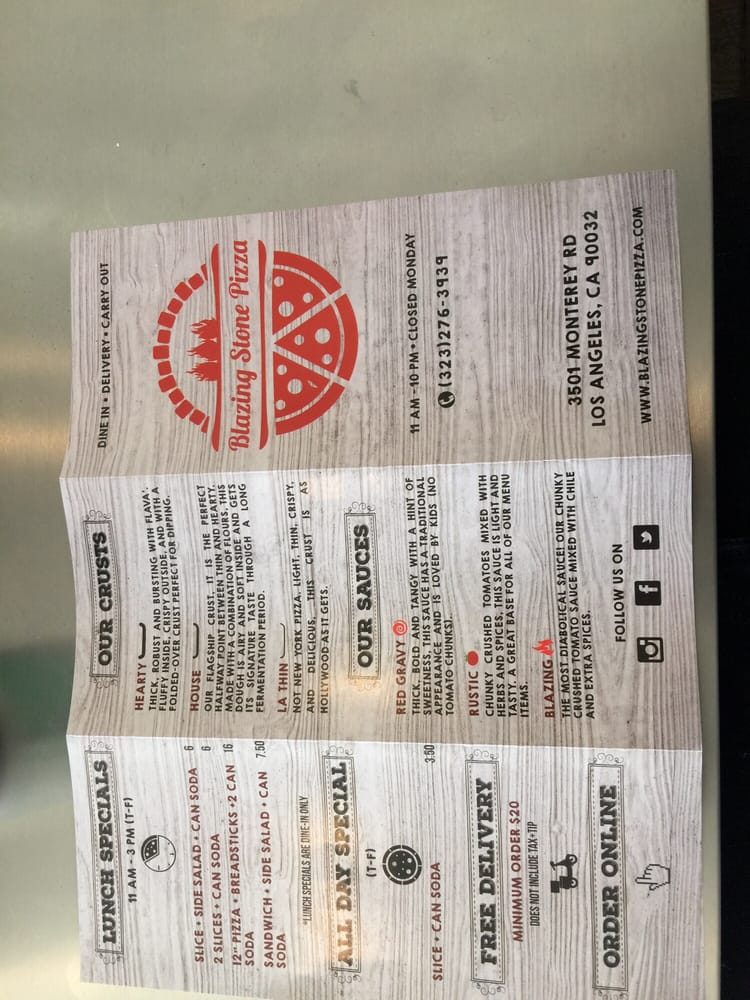 LUNCH SPECIALS
11 AM - 3 PM (T-F)
SLICE • SIDE SALAD • CAN SODA 6
2 SLICES • CAN SODA 6
12" PIZZA • BREADSTICKS •2 CAN 16
SODA
SANDWICH • SIDE SALAD • CAN 7.50
SODA
*LUNCH SPECIALS ARE DINE-IN ONLY
ALL DAY SPECIAL
(T-F)
SLICE • CAN SODA 3.50
FREE DELIVERY
MINIMUM ORDER $20
DOES NOT INCLUDE TAX+TIP
ORDER ONLINE
OUR CRUSTS
HEARTY
THICK, ROBUST AND BURSTING WITH FLAVA'.
FLUFFY INSIDE, CRISPY OUTSIDE, AND WITH A
FOLDED-OVER CRUST PERFECT FOR DIPPING.
HOUSE
OUR FLAGSHIP CRUST. IT IS THE PERFECT
HALFWAY POINT BETWEEN THIN AND HEARTY.
MADE WITH A COMBINATION OF FLOURS, THIS
DOUGH IS AIRY AND SOFT INSIDE AND GETS
ITS SIGNATURE TASTE THROUGH A LONG
FERMENTATION PERIOD.
LA THIN
NOT NEW YORK PIZZA. LIGHT, THIN, CRISPY,
AND DELICIOUS, THIS CRUST IS AS
HOLLYWOOD AS IT GETS.
OUR SAUCES
RED GRAVY
THICK, BOLD AND TANGY WITH A HINT OF
SWEETNESS, THIS SAUCE HAS A TRADITIONAL
APPEARANCE AND IS LOVED BY KIDS (NO
TOMATO CHUNKS).
RUSTIC
CHUNKY CRUSHED TOMATOES MIXED WITH
HERBS AND SPICES, THIS SAUCE IS LIGHT AND
TASTY. A GREAT BASE FOR ALL OF OUR MENU
ITEMS.
BLAZING
THE MOST DIABOLICAL SAUCE! OUR CHUNKY
CRUSHED TOMATO SAUCE MIXED WITH CHILE
AND EXTRA SPICES.
FOLLOW US ON
DINE IN • DELIVERY • CARRY OUT
Blazing Stone Pizza
11 AM -10 PM • CLOSED MONDAY
(323)276-3939
3501 MONTEREY RD
LOS ANGELES, CA 90032
WWW.BLAZINGSTONEPIZZA.COM